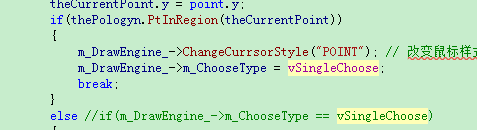 theCurrentPoint.y = point.y;
if(thePologyn.PtInRegion(theCurrentPoint))
{
m_DrawEngine_->ChangeCurrsorStyle("POINT"); // 改变鼠标样式
m_DrawEngine_->m_ChooseType = vSingleChoose;
break;
}
else //if(m_DrawEngine_->m_ChooseType == vSingleChoose)
{